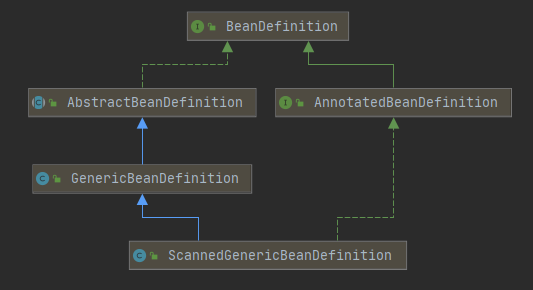 I BeanDefinition
C AbstractBeanDefinition
I AnnotatedBeanDefinition
C GenericBeanDefinition
C ScannedGenericBeanDefinition